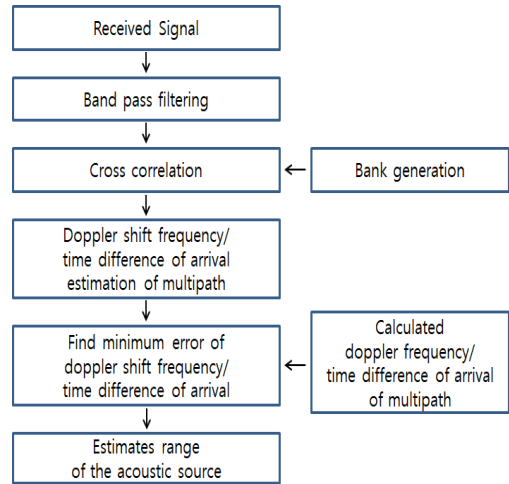 Received Signal
Band pass filtering
Cross correlation
Bank generation
Doppler shift frequency/
time difference of arrival
estimation of multipath
Find minimum error of
doppler shift frequency/
time difference of arrival
Calculated
doppler frequency/
time difference of arrival
of multipath
Estimates range
of the acoustic source